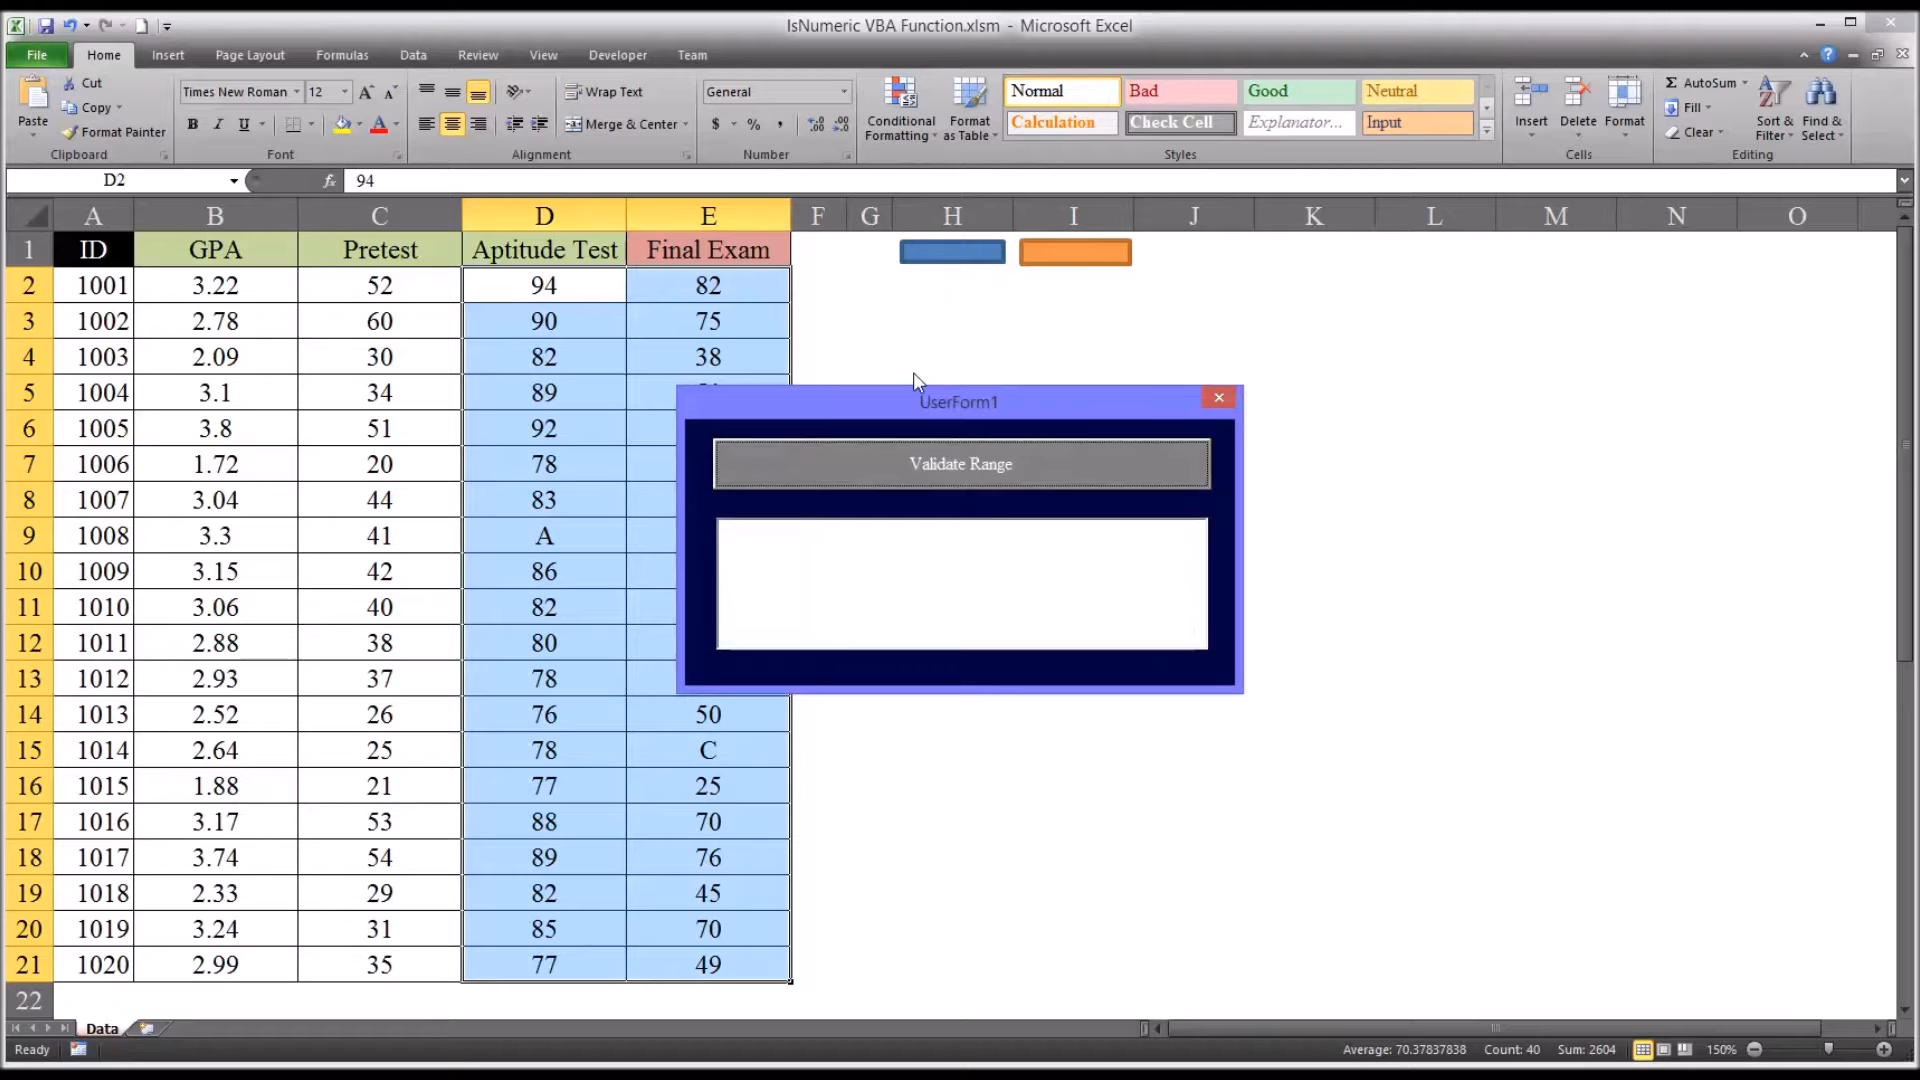 IsNumeric VBA Function.xlsm - Microsoft Excel
File Home Insert Page Layout Formulas Data Review View Developer Team
Paste
Cut
Copy
Format Painter
Clipboard
Times New Roman 12
B I U
Font
Wrap Text
Merge & Center
Alignment
General
$ % ,
Number
Conditional Formatting
Format as Table
Normal Bad Good Neutral
Calculation Check Cell Explanator... Input
Styles
Insert Delete Format
Cells
Σ AutoSum
Fill
Clear
Sort & Filter
Find & Select
Editing
D2 fx 94
A B C D E F G H I J K L M N O
1 ID GPA Pretest Aptitude Test Final Exam
2 1001 3.22 52 94 82
3 1002 2.78 60 90 75
4 1003 2.09 30 82 38
5 1004 3.1 34 89
6 1005 3.8 51 92
7 1006 1.72 20 78
8 1007 3.04 44 83
9 1008 3.3 41 A
10 1009 3.15 42 86
11 1010 3.06 40 82
12 1011 2.88 38 80
13 1012 2.93 37 78
14 1013 2.52 26 76 50
15 1014 2.64 25 78 C
16 1015 1.88 21 77 25
17 1016 3.17 53 88 70
18 1017 3.74 54 89 76
19 1018 2.33 29 82 45
20 1019 3.24 31 85 70
21 1020 2.99 35 77 49
22
UserForm1
Validate Range
Data
Ready
Average: 70.37837838 Count: 40 Sum: 2604 150%